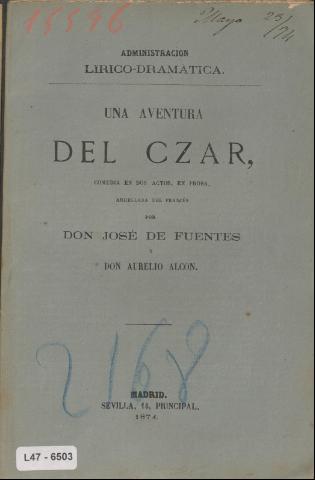 15596
Mayo 23/74
ADMINISTRACION
LIRICO-DRAMATICA.
UNA AVENTURA
DEL CZAR,
COMEDIA EN DOS ACTOS, EN PROSA,
ARREGLADA DEL FRANCÉS
POR
DON JOSÉ DE FUENTES
Y
DON AURELIO ALCON.
2168
MADRID.
SEVILLA, 14, PRINCIPAL.
1874.
L47 - 6503